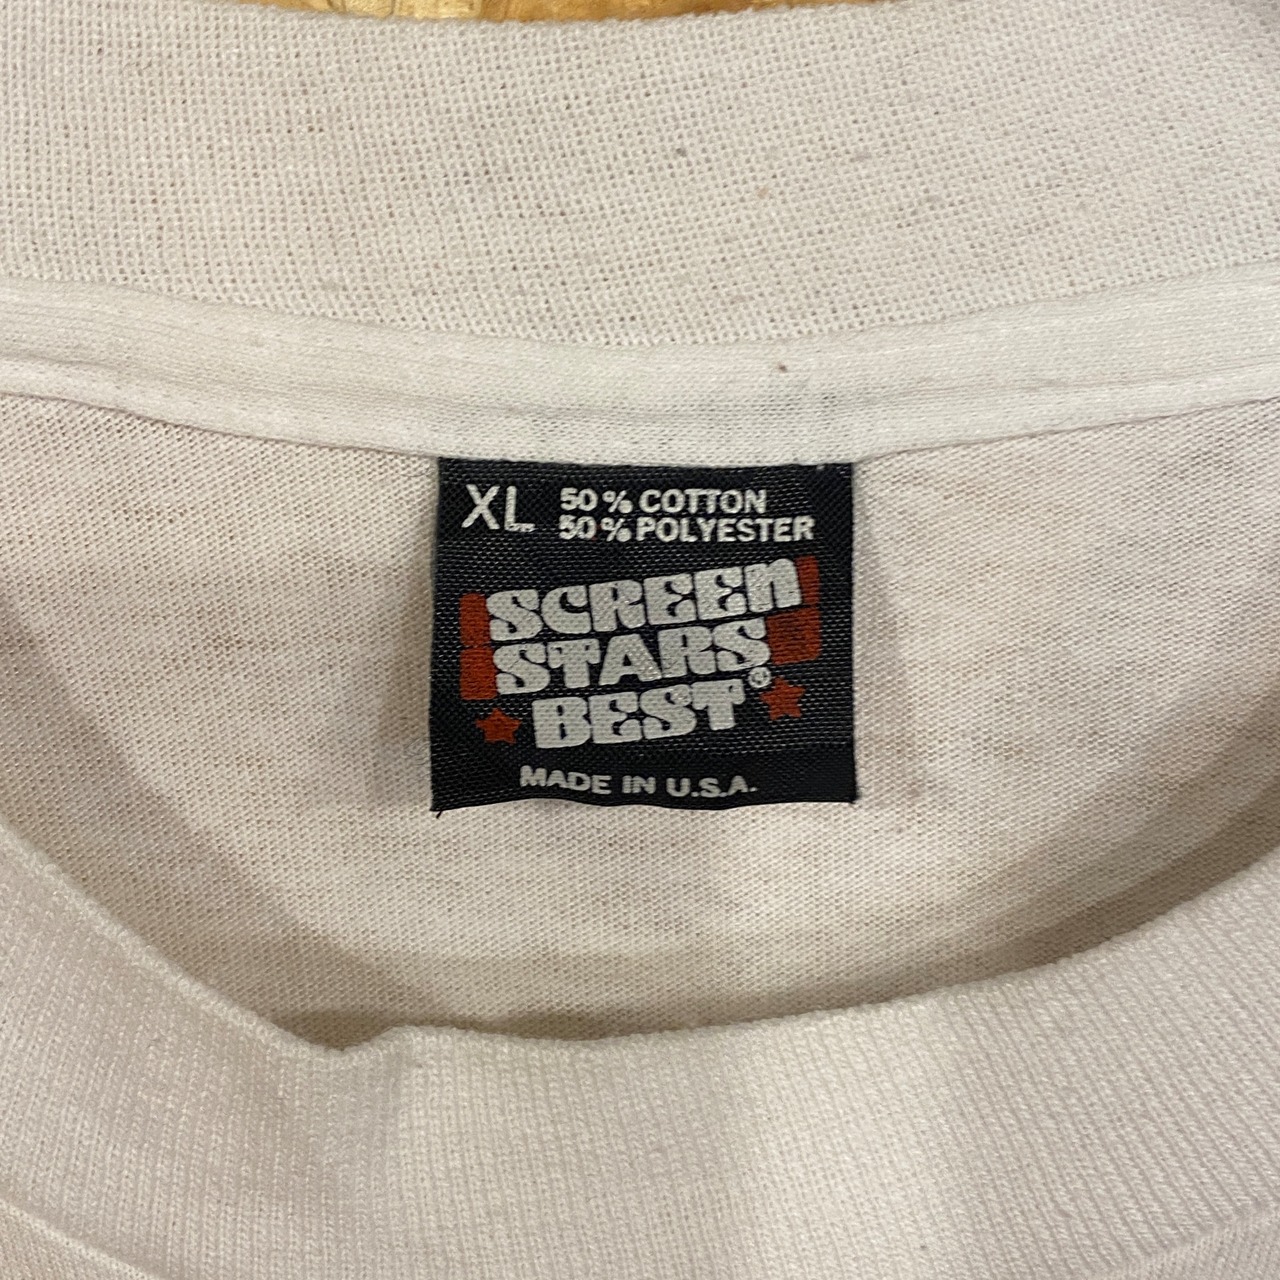 XL
50% COTTON
50% POLYESTER
SCREEN
STARS
BEST®
MADE IN U.S.A.